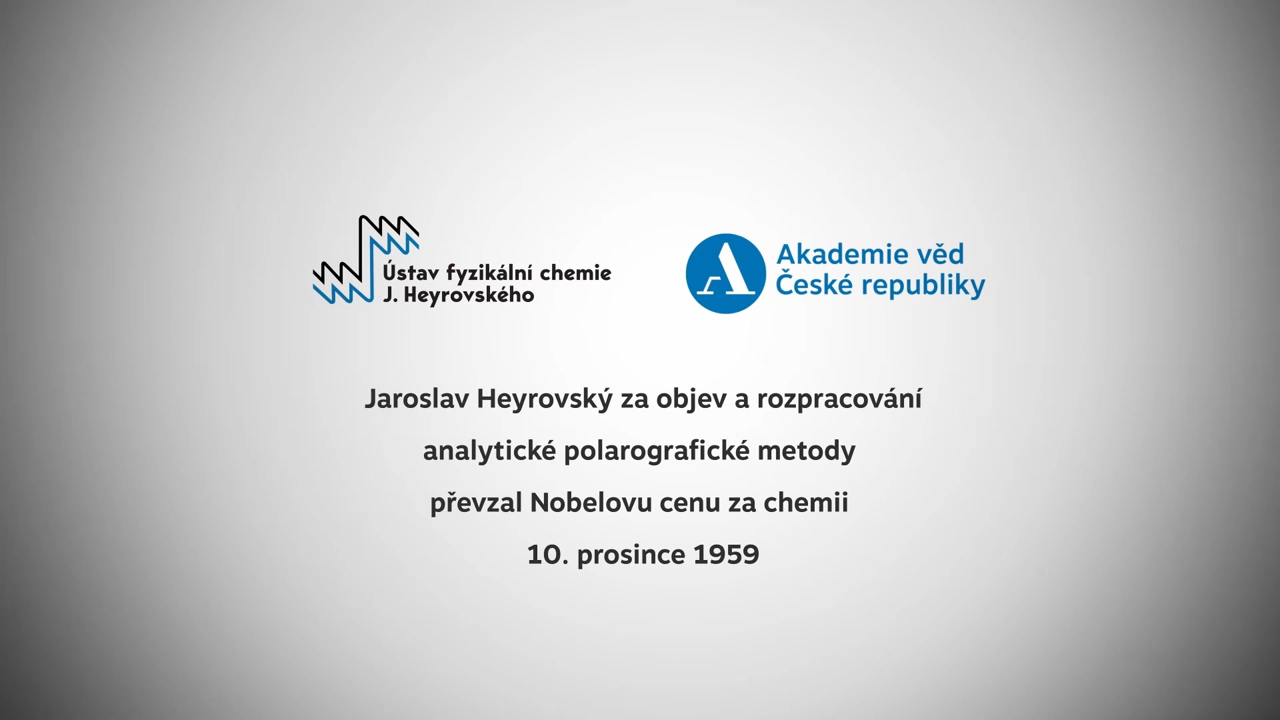 Ústav fyzikální chemie
J. Heyrovského
Akademie věd
České republiky
Jaroslav Heyrovský za objev a rozpracování
analytické polarografické metody
převzal Nobelovu cenu za chemii
10. prosince 1959